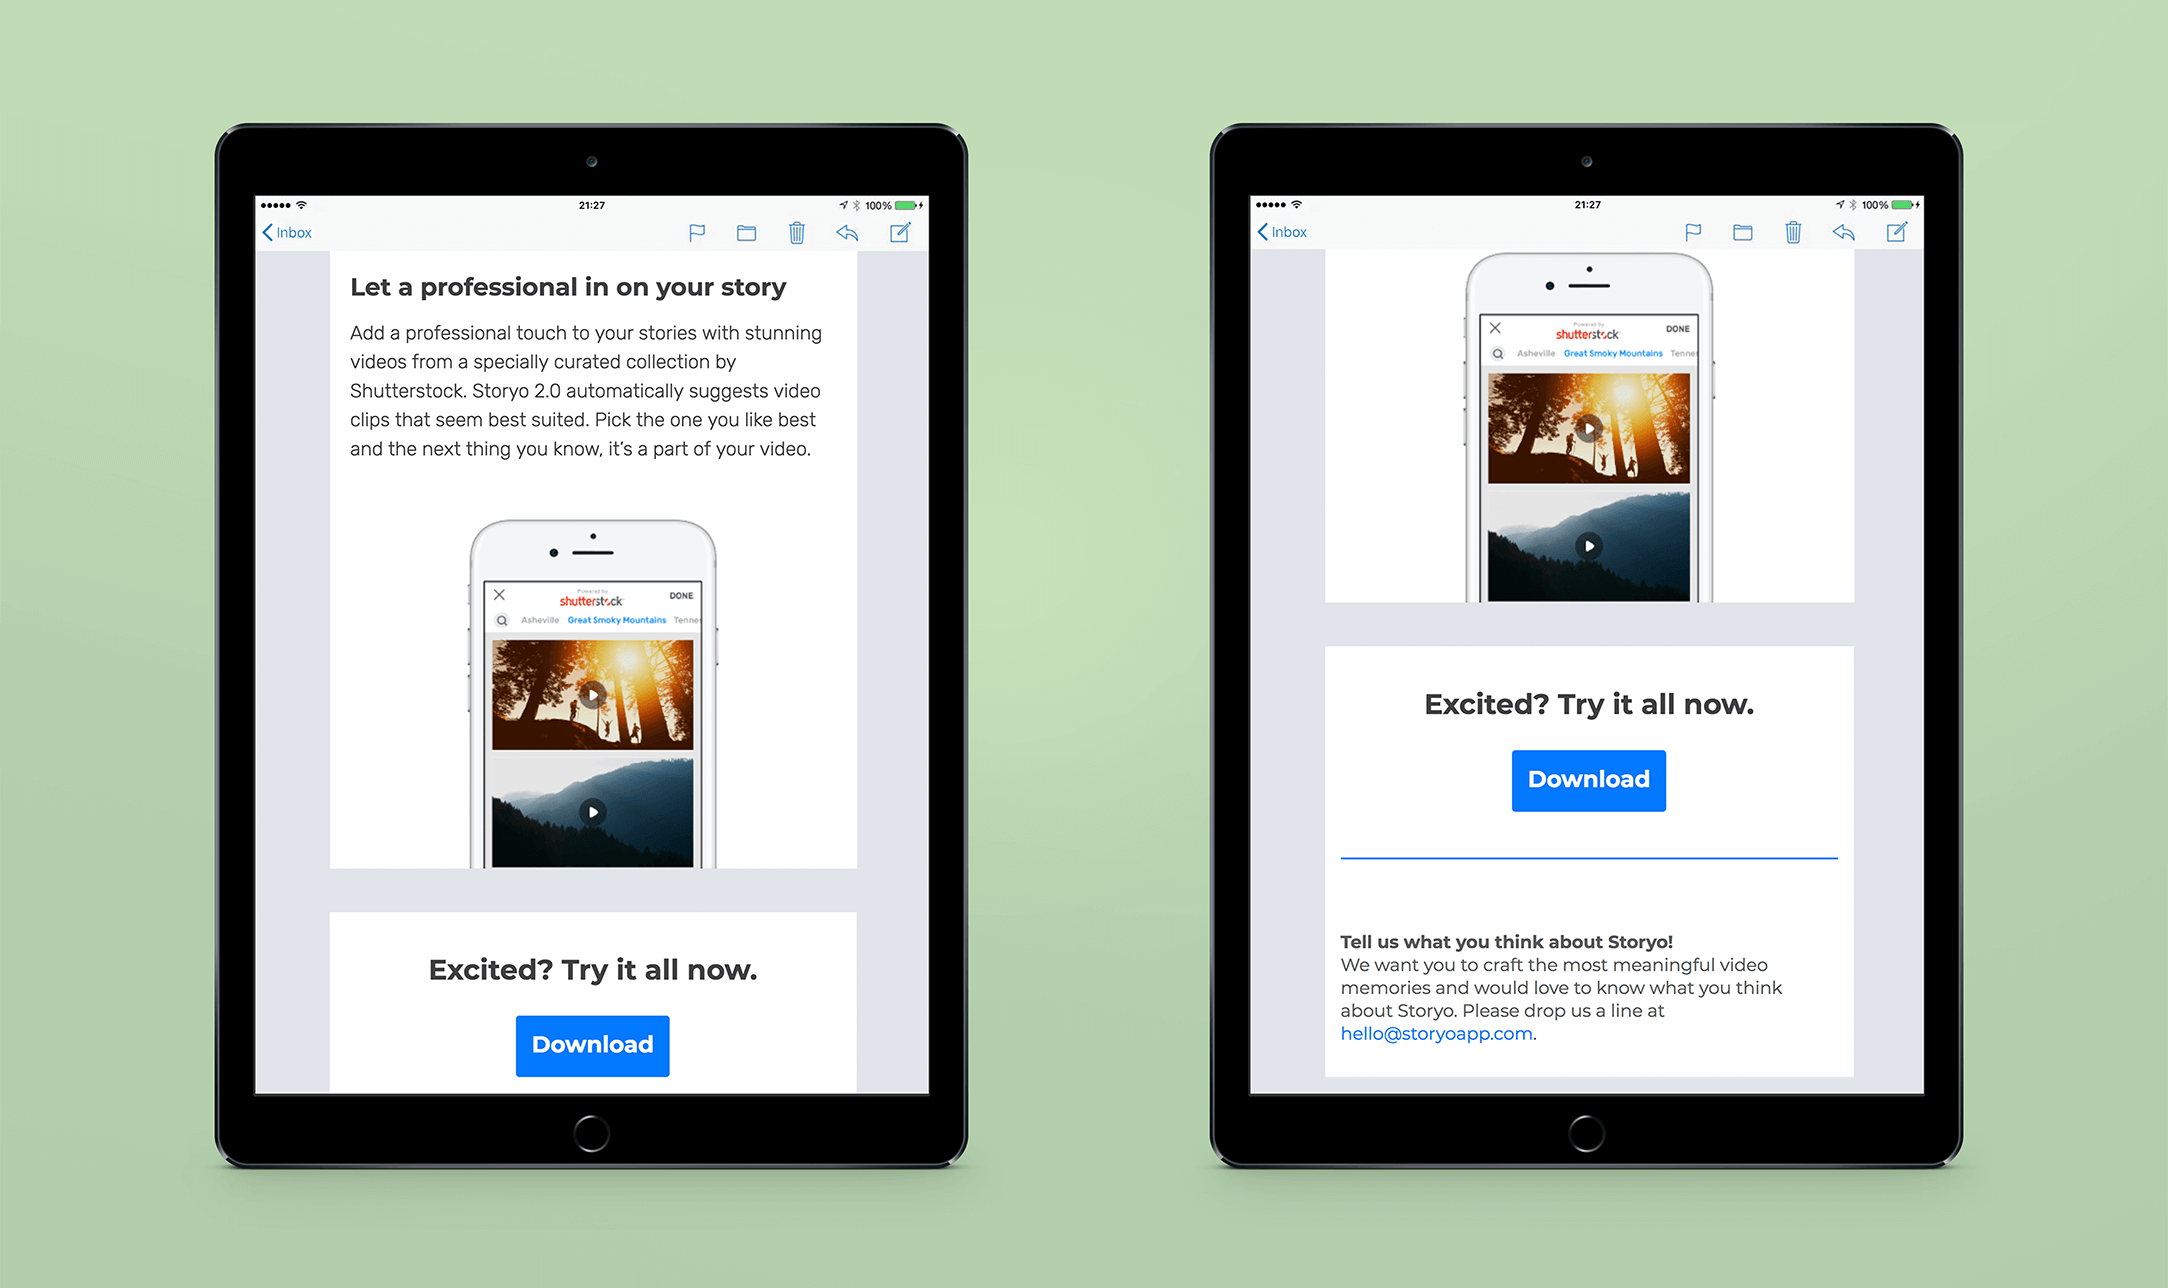 21:27
100%
Inbox
Let a professional in on your story
Add a professional touch to your stories with stunning
videos from a specially curated collection by
Shutterstock. Storyo 2.0 automatically suggests video
clips that seem best suited. Pick the one you like best
and the next thing you know, it’s a part of your video.
Powered by
shutterstock
DONE
Asheville Great Smoky Mountains Tennes
Excited? Try it all now.
Download
21:27
100%
Inbox
Powered by
shutterstock
DONE
Asheville Great Smoky Mountains Tenner
Excited? Try it all now.
Download
Tell us what you think about Storyo!
We want you to craft the most meaningful video
memories and would love to know what you think
about Storyo. Please drop us a line at
hello@storyoapp.com.